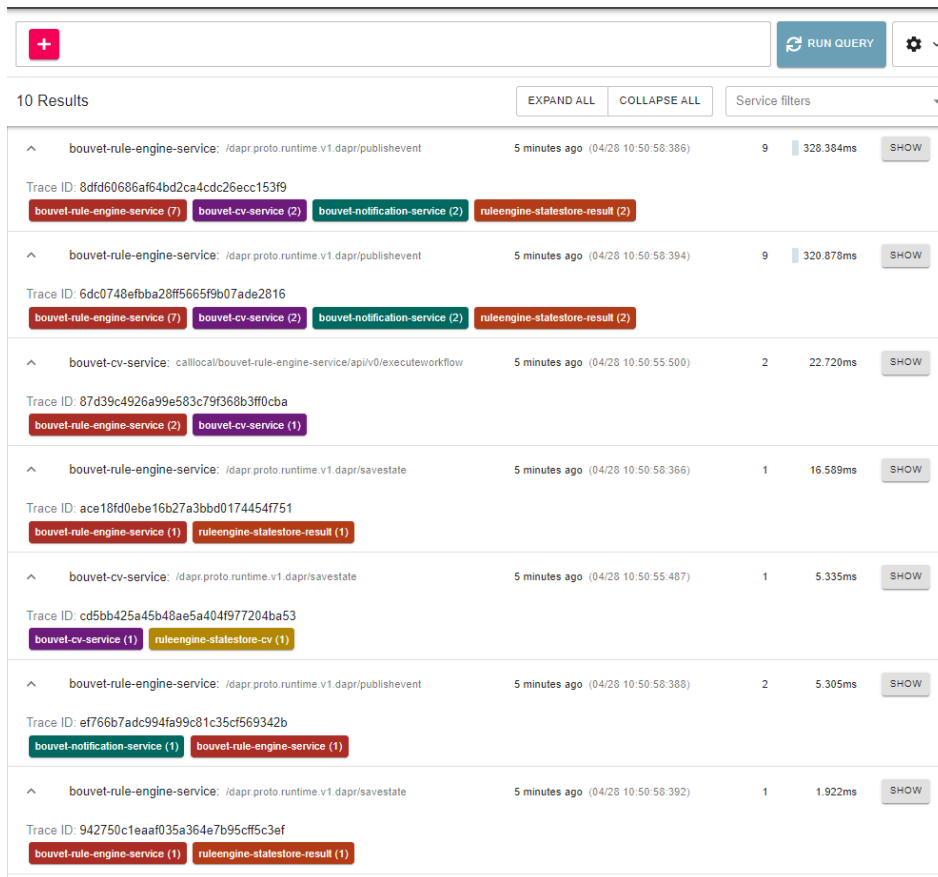 + RUN QUERY
10 Results EXPAND ALL COLLAPSE ALL Service filters
bouvet-rule-engine-service: /dapr.proto.runtime.v1.dapr/publishevent 5 minutes ago (04/28 10:50:58:386) 9 328.384ms SHOW
Trace ID: 8dfd60686af64bd2ca4cdc26ecc153f9
bouvet-rule-engine-service (7) bouvet-cv-service (2) bouvet-notification-service (2) ruleengine-statestore-result (2)
bouvet-rule-engine-service: /dapr.proto.runtime.v1.dapr/publishevent 5 minutes ago (04/28 10:50:58:394) 9 320.878ms SHOW
Trace ID: 6dc0748efbba28ff5665f9b07ade2816
bouvet-rule-engine-service (7) bouvet-cv-service (2) bouvet-notification-service (2) ruleengine-statestore-result (2)
bouvet-cv-service: calllocal/bouvet-rule-engine-service/api/v0/executeworkflow 5 minutes ago (04/28 10:50:55:500) 2 22.720ms SHOW
Trace ID: 87d39c4926a99e583c79f368b3ff0cba
bouvet-rule-engine-service (2) bouvet-cv-service (1)
bouvet-rule-engine-service: /dapr.proto.runtime.v1.dapr/savestate 5 minutes ago (04/28 10:50:58:366) 1 16.589ms SHOW
Trace ID: ace18fd0ebe16b27a3bbd0174454f751
bouvet-rule-engine-service (1) ruleengine-statestore-result (1)
bouvet-cv-service: /dapr.proto.runtime.v1.dapr/savestate 5 minutes ago (04/28 10:50:55:487) 1 5.335ms SHOW
Trace ID: cd5bb425a45b48ae5a404f977204ba53
bouvet-cv-service (1) ruleengine-statestore-cv (1)
bouvet-rule-engine-service: /dapr.proto.runtime.v1.dapr/publishevent 5 minutes ago (04/28 10:50:58:388) 2 5.305ms SHOW
Trace ID: ef766b7adc994fa99c81c35cf569342b
bouvet-notification-service (1) bouvet-rule-engine-service (1)
bouvet-rule-engine-service: /dapr.proto.runtime.v1.dapr/savestate 5 minutes ago (04/28 10:50:58:392) 1 1.922ms SHOW
Trace ID: 942750c1eaaf035a364e7b95cff5c3ef
bouvet-rule-engine-service (1) ruleengine-statestore-result (1)